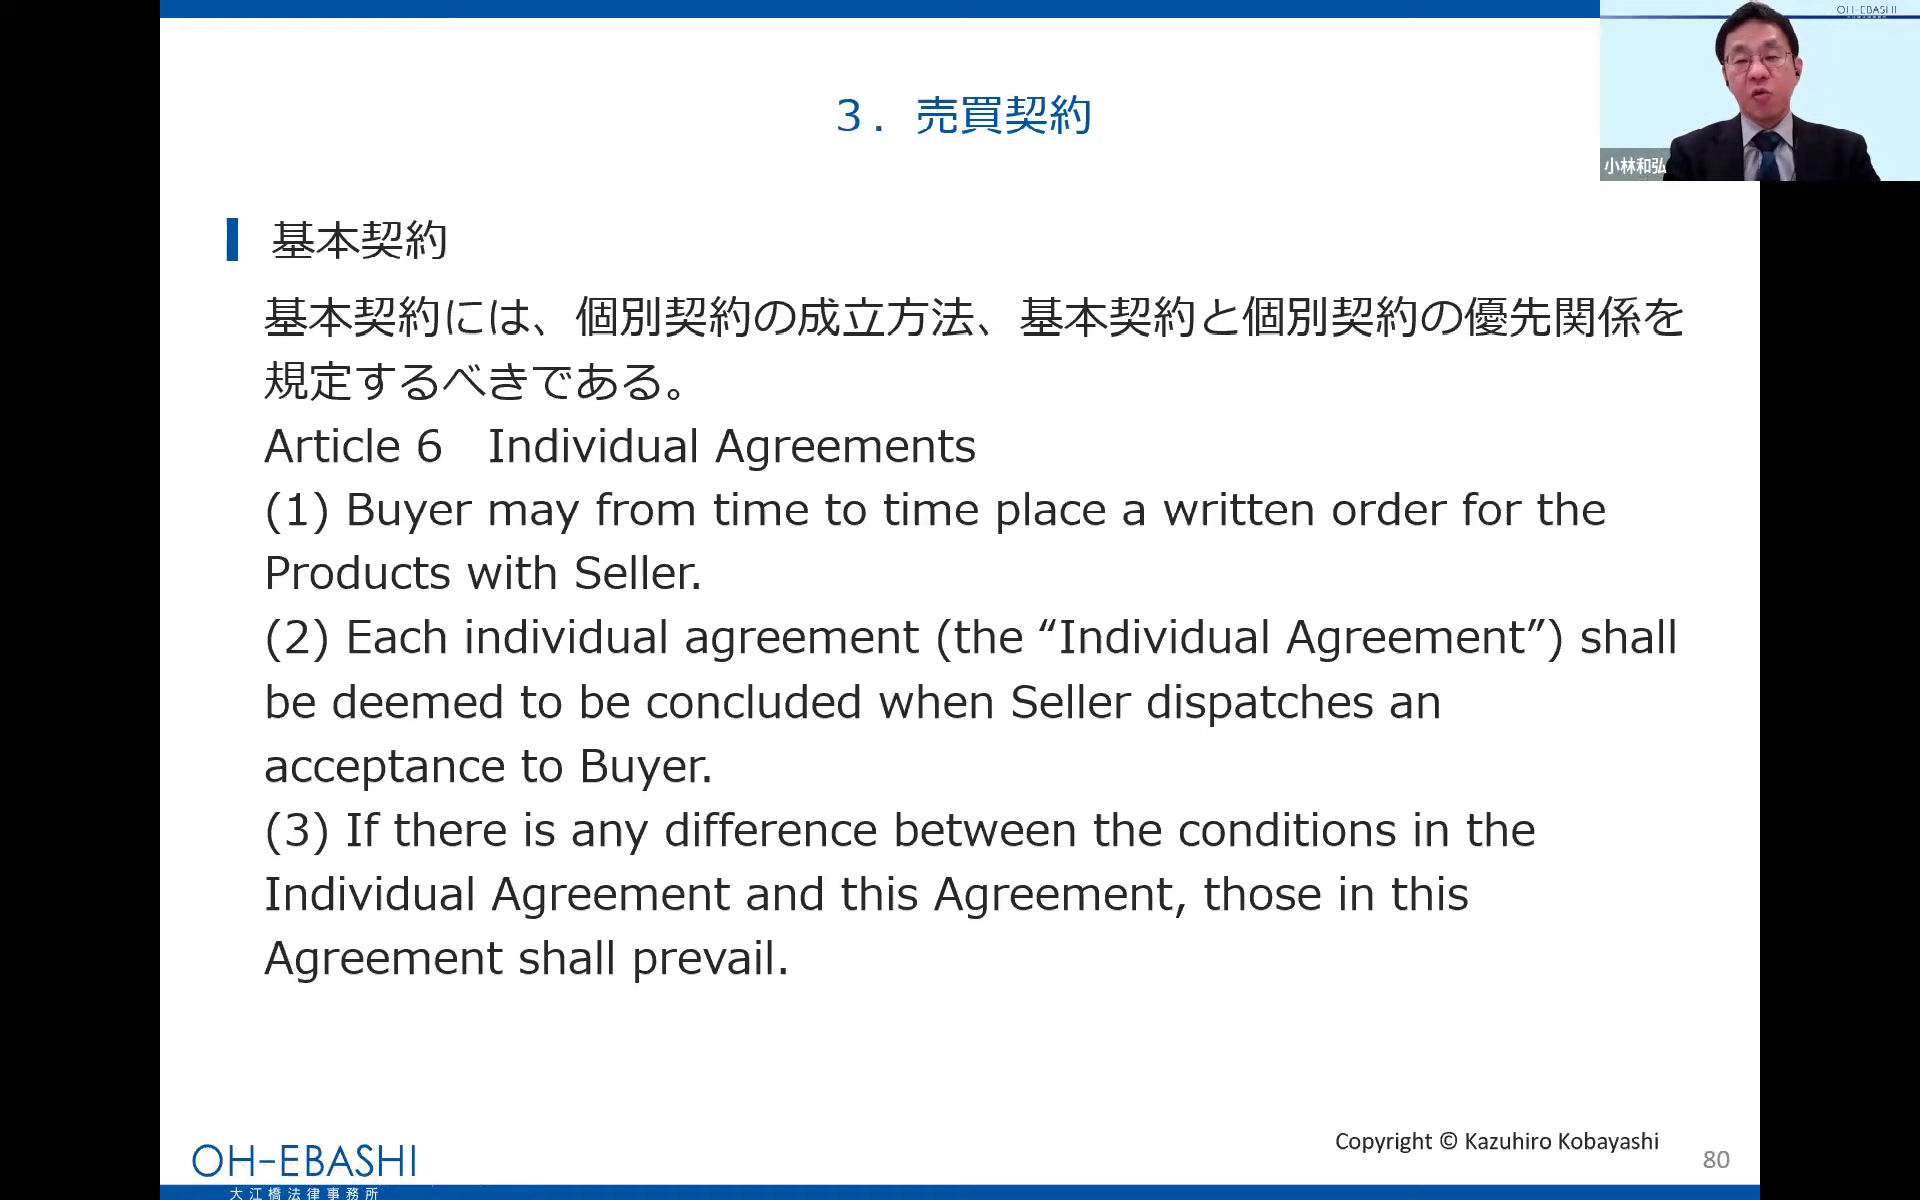 OH-EBASHI
小林和弘
３．売買契約
基本契約
基本契約には、個別契約の成立方法、基本契約と個別契約の優先関係を
規定するべきである。
Article 6　Individual Agreements
(1) Buyer may from time to time place a written order for the
Products with Seller.
(2) Each individual agreement (the “Individual Agreement”) shall
be deemed to be concluded when Seller dispatches an
acceptance to Buyer.
(3) If there is any difference between the conditions in the
Individual Agreement and this Agreement, those in this
Agreement shall prevail.
Copyright © Kazuhiro Kobayashi
80
OH-EBASHI
大江橋法律事務所